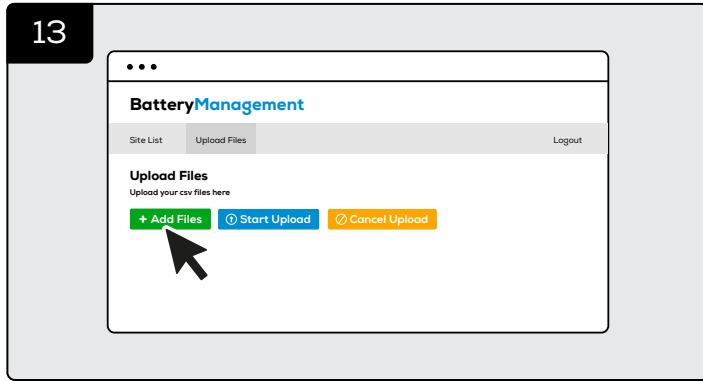 13
BatteryManagement
Site List Upload Files Logout
Upload Files
Upload your csv files here
+ Add Files Start Upload Cancel Upload